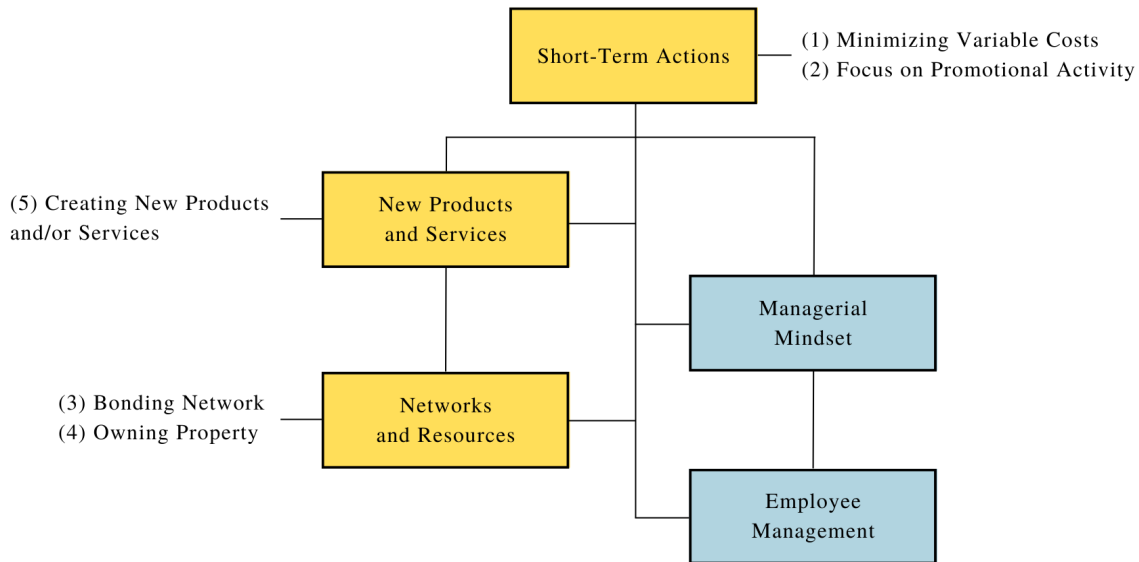 Short-Term Actions
(1) Minimizing Variable Costs
(2) Focus on Promotional Activity
(5) Creating New Products
and/or Services
New Products
and Services
Managerial
Mindset
(3) Bonding Network
(4) Owning Property
Networks
and Resources
Employee
Management